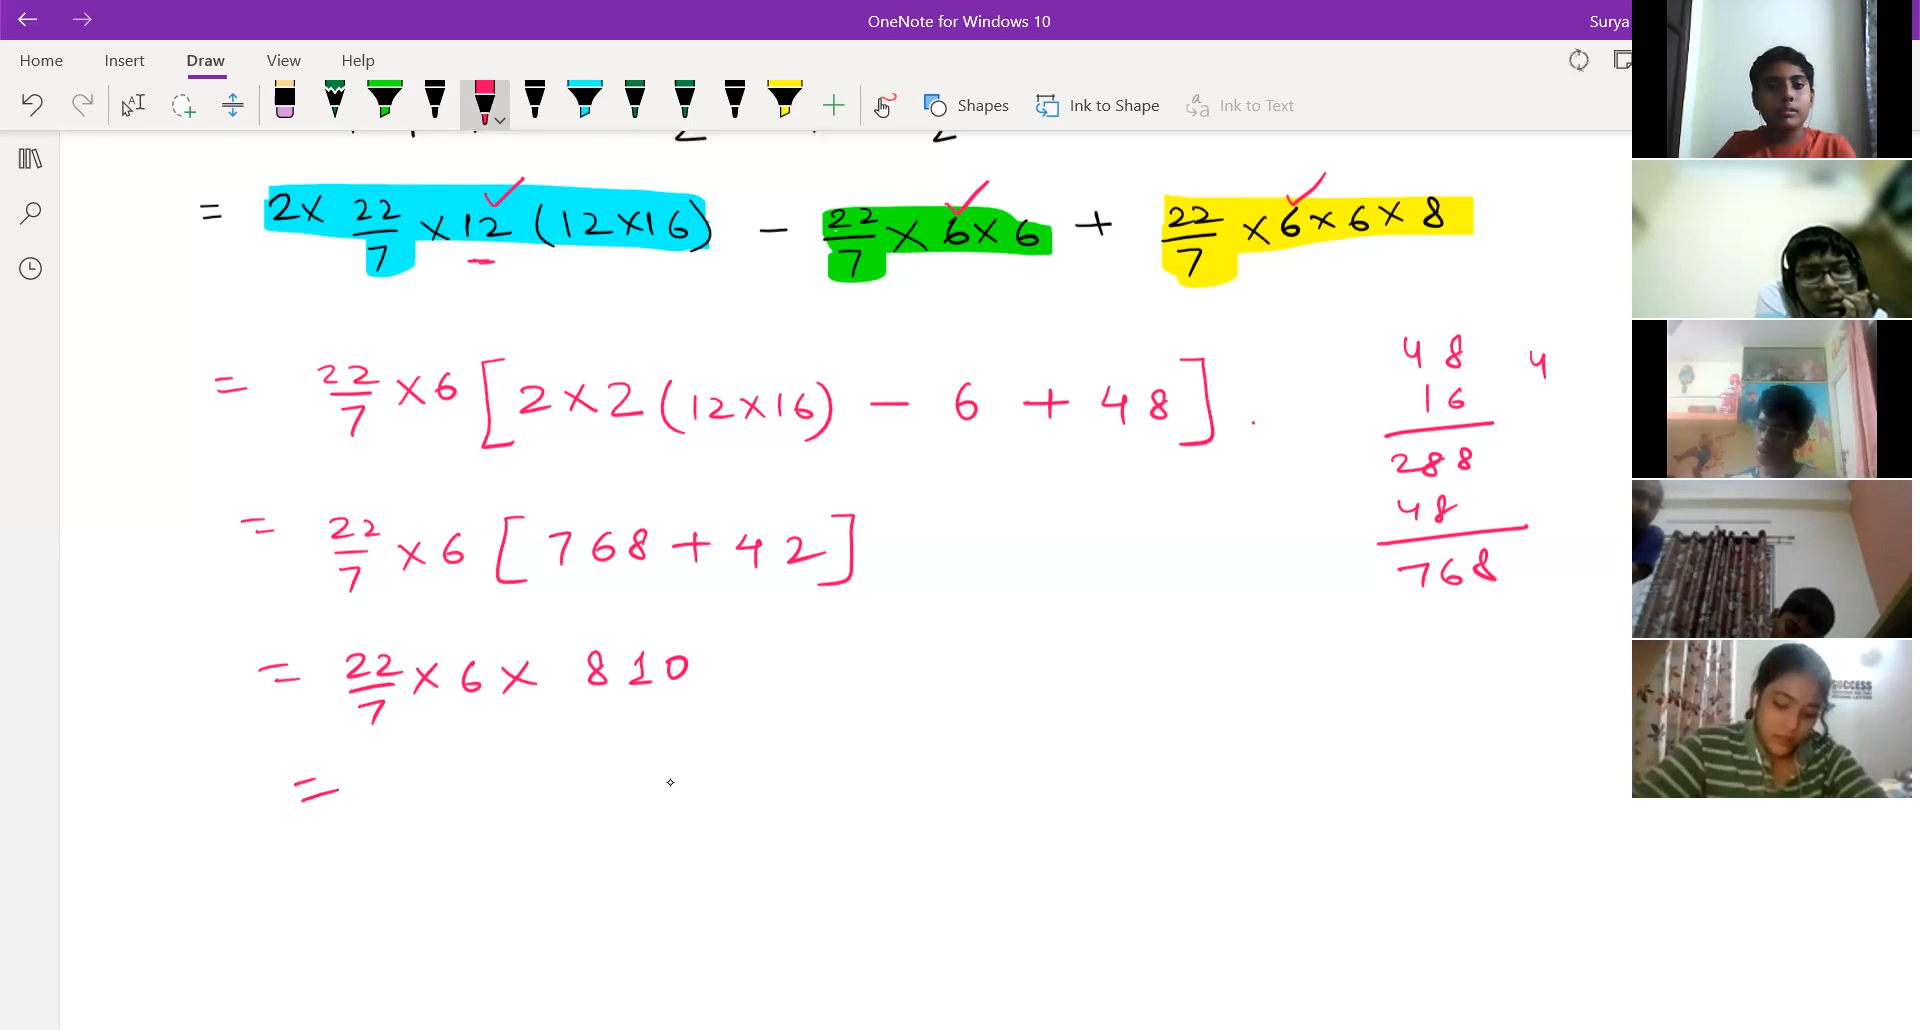 OneNote for Windows 10
Surya
Home Insert Draw View Help
Shapes Ink to Shape Ink to Text
= 2× 22/7 ×12 (12×16) − 22/7 × 6×6 + 22/7 ×6×6×8
= 22/7 ×6 [2×2(12×16) − 6 + 48].
= 22/7 ×6 [768 + 42]
= 22/7 × 6 × 810
=
48 4
16
288
48
768
SUCCESS